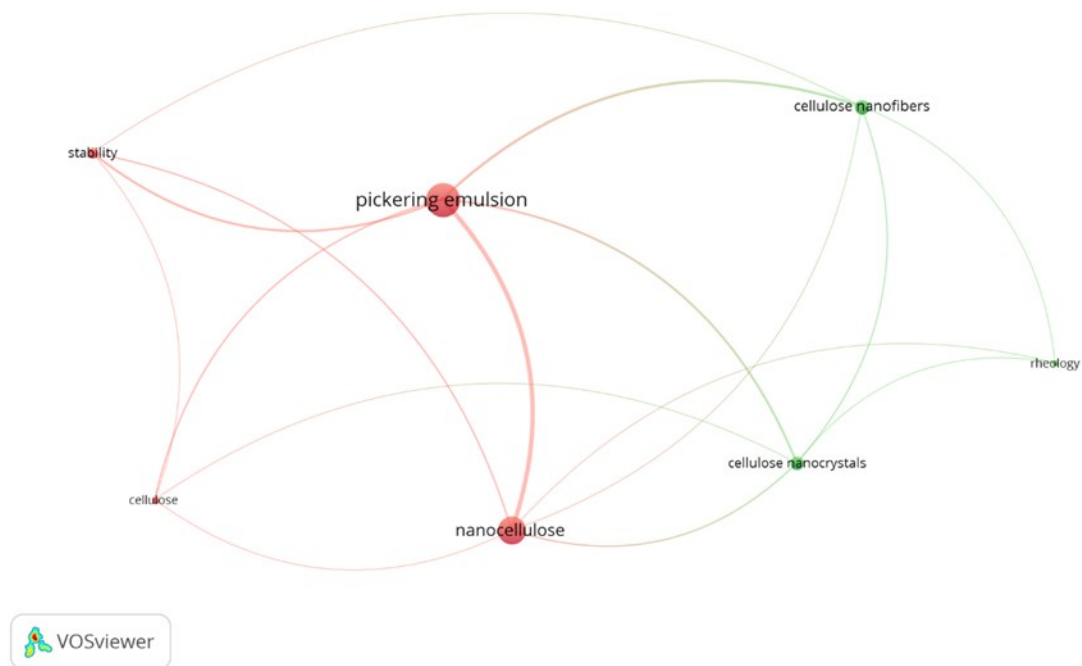 cellulose nanofibers
stability
pickering emulsion
rheology
cellulose nanocrystals
cellulose
nanocellulose
VOSviewer